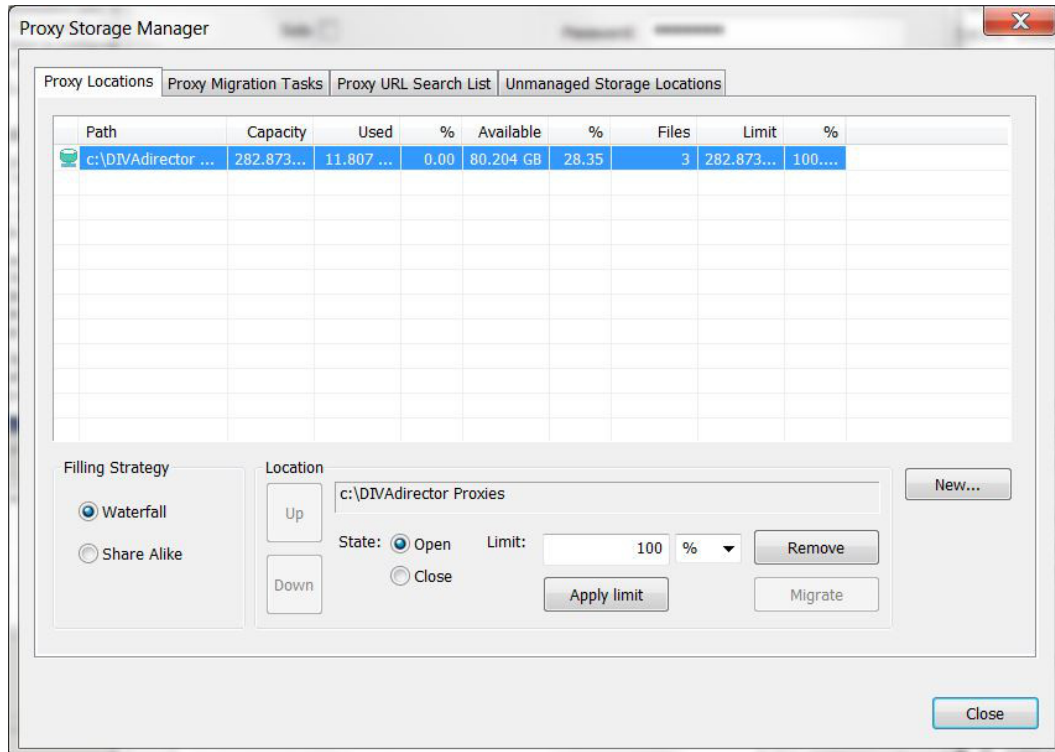 Proxy Storage Manager
Proxy Locations Proxy Migration Tasks Proxy URL Search List Unmanaged Storage Locations
Path Capacity Used % Available % Files Limit %
c:\DIVAdirector ... 282.873... 11.807 ... 0.00 80.204 GB 28.35 3 282.873... 100....
Filling Strategy
Waterfall
Share Alike
Location
Up
Down
c:\DIVAdirector Proxies
State: Open Limit: 100 % Remove
Close
Apply limit Migrate
New...
Close